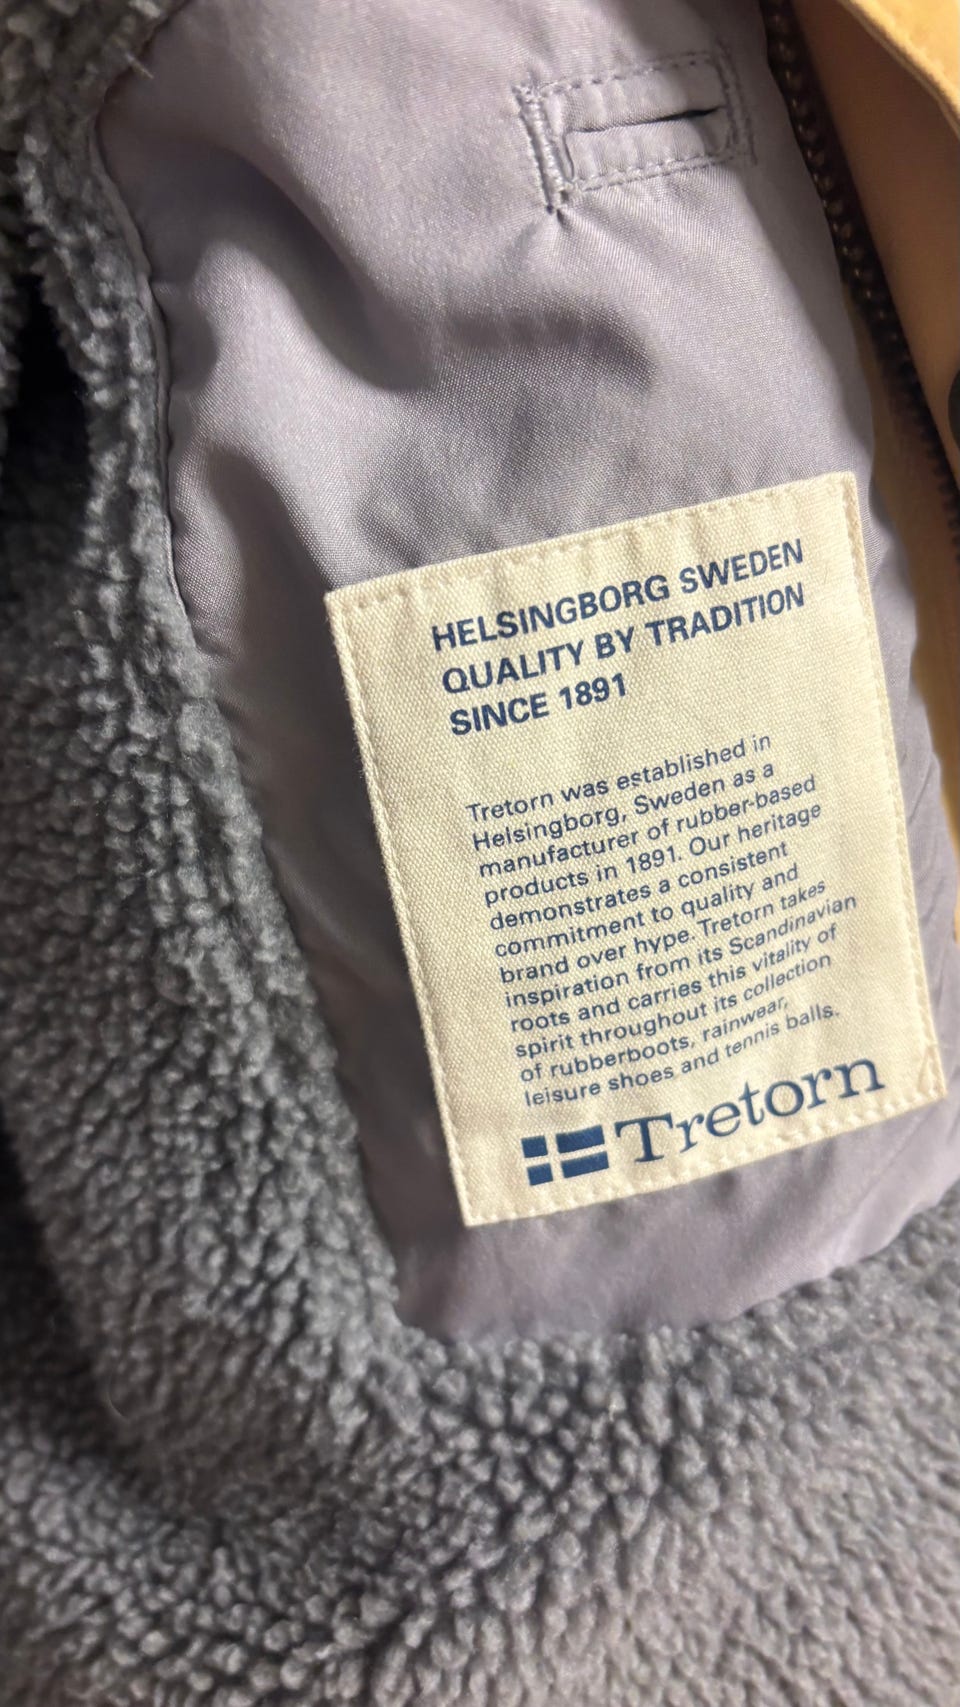 HELSINGBORG SWEDEN
QUALITY BY TRADITION
SINCE 1891
Tretorn was established in
Helsingborg, Sweden as a
manufacturer of rubber-based
products in 1891. Our heritage
demonstrates a consistent
commitment to quality and
brand over hype. Tretorn takes
inspiration from its Scandinavian
roots and carries this vitality of
spirit throughout its collection
of rubberboots, rainwear,
leisure shoes and tennis balls.
Tretorn